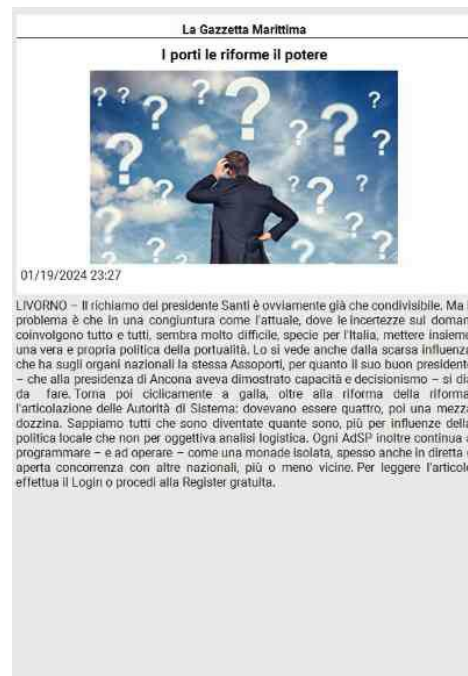 La Gazzetta Marittima
I porti le riforme il potere
? ? ? ? ? ? ? ? ? ? ? ? ? ? ?
01/19/2024 23:27
LIVORNO – Il richiamo del presidente Santi è ovviamente già che condivisibile. Ma
problema è che in una congiuntura come l'attuale, dove le incertezze sul
coinvolgono tutto e tutti, sembra molto difficile, specie per l'Italia, mettere
una vera e propria politica della portualità. Lo si vede anche dalla scarsa
che ha sugli organi nazionali la stessa Assoporti, per quanto il suo buon
– che alla presidenza di Ancona aveva dimostrato capacità e decisionismo – si
da fare. Torna poi ciclicamente a galla, oltre alla riforma della
l'articolazione delle Autorità di Sistema: dovevano essere quattro, poi una
dozzina. Sappiamo tutti che sono diventate quante sono, più per influenze della
politica locale che non per oggettiva analisi logistica. Ogni AdSP inoltre continua
programmare – e ad operare – come una monade isolata, spesso anche in diretta
aperta concorrenza con altre nazionali, più o meno vicine. Per leggere
effettua il Login o procedi alla Register gratuita.